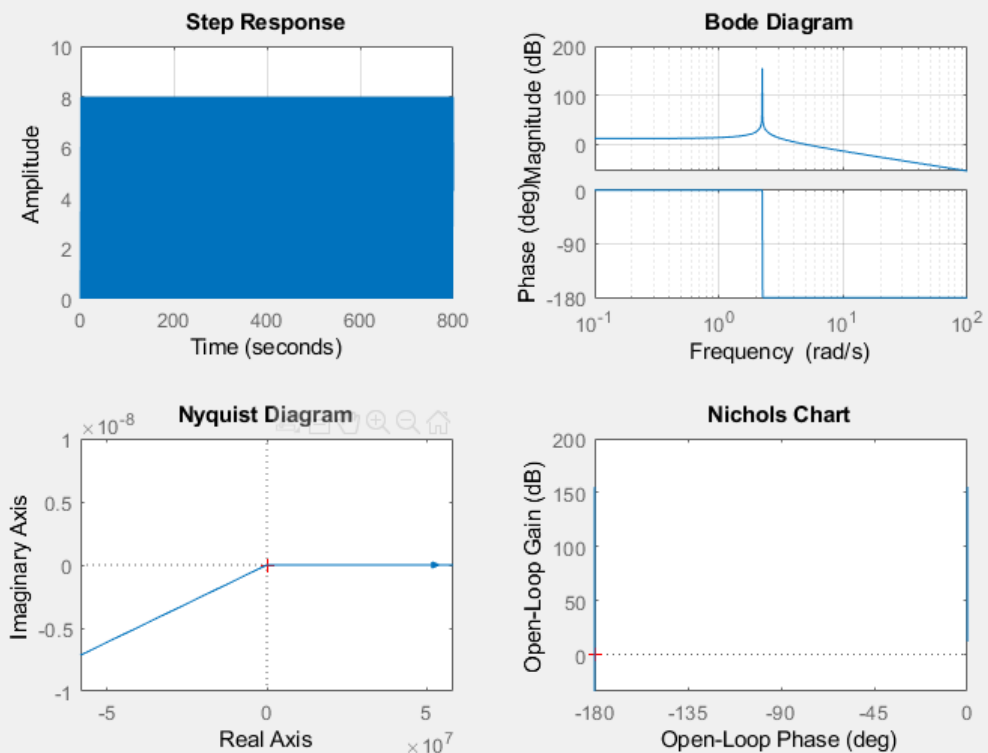 Step Response
Amplitude
10
8
6
4
2
0
0 200 400 600 800
Time (seconds)
Bode Diagram
Magnitude (dB)
200
100
0
Phase (deg)
0
-90
-180
10^-1 10^0 10^1 10^2
Frequency (rad/s)
Nyquist Diagram
× 10^-8
Imaginary Axis
1
0.5
0
-0.5
-1
-5 0 5
Real Axis
× 10^7
Nichols Chart
Open-Loop Gain (dB)
200
150
100
50
0
-180 -135 -90 -45 0
Open-Loop Phase (deg)